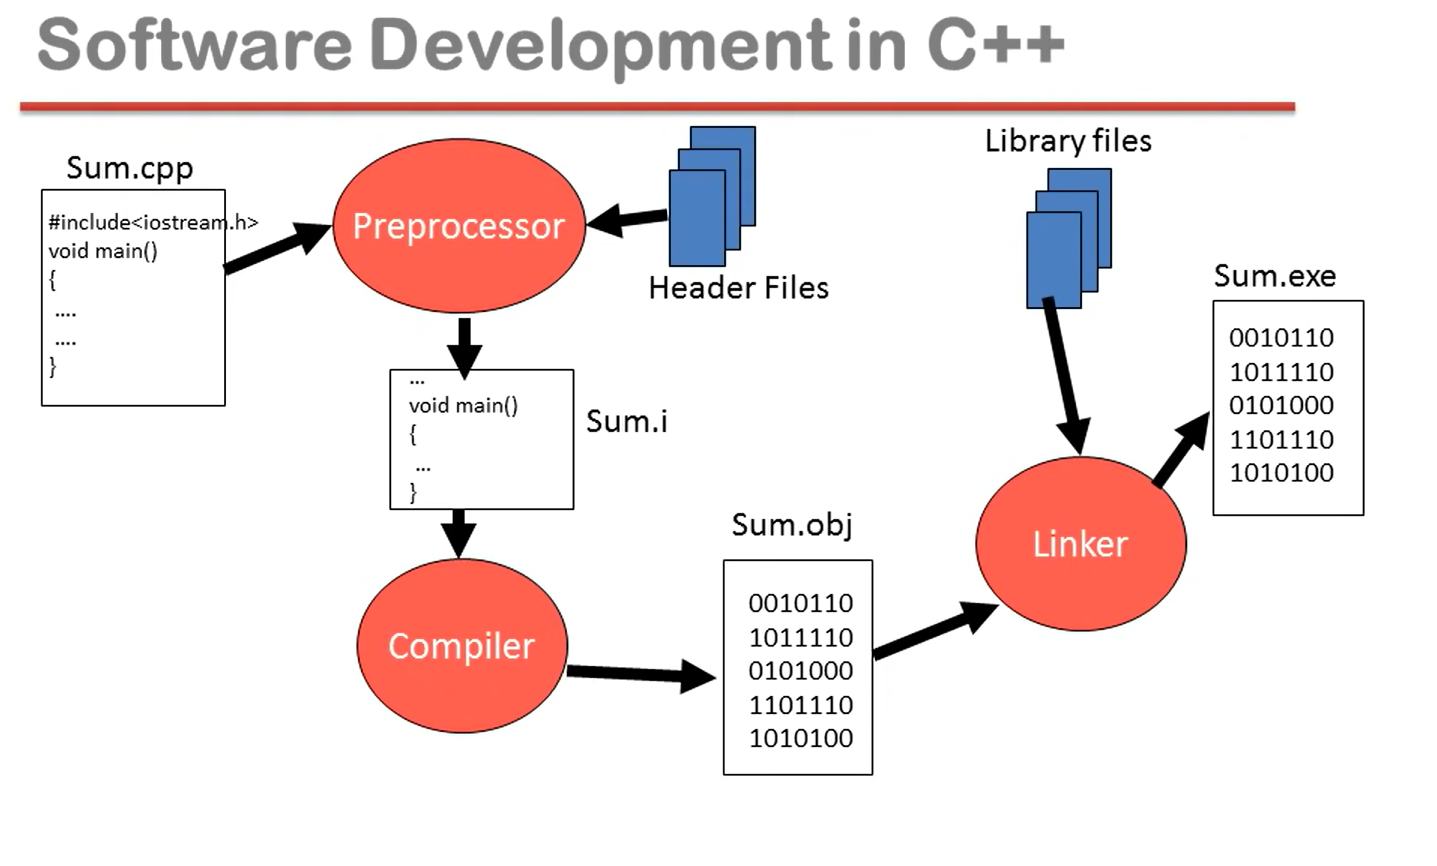 Software Development in C++
Sum.cpp
#include<iostream.h>
void main()
{
....
....
}
Preprocessor
Header Files
...
void main()
{
...
}
Sum.i
Compiler
Sum.obj
0010110
1011110
0101000
1101110
1010100
Library files
Linker
Sum.exe
0010110
1011110
0101000
1101110
1010100